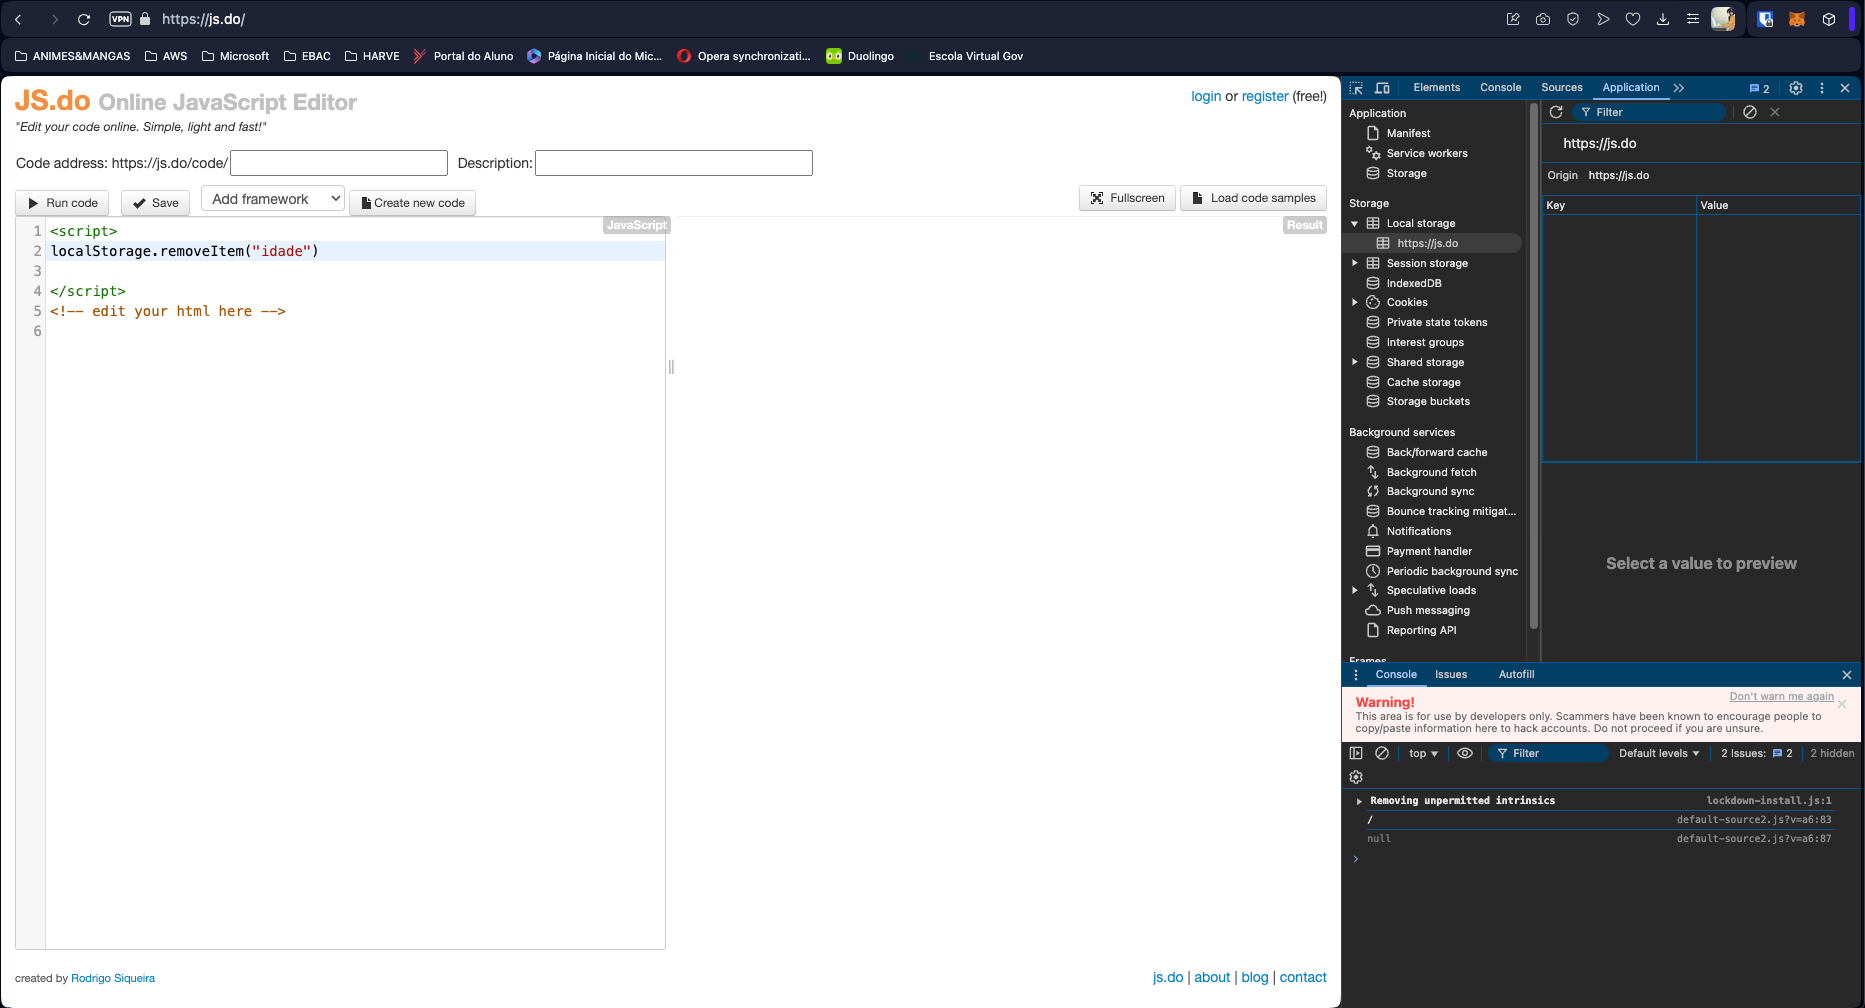 VPN https://js.do/
ANIMES&MANGAS AWS Microsoft EBAC HARVE Portal do Aluno Página Inicial do Mic... Opera synchronizati... Duolingo Escola Virtual Gov
JS.do Online JavaScript Editor
"Edit your code online. Simple, light and fast!"
login or register (free!)
Code address: https://js.do/code/ Description:
Run code Save Add framework Create new code Fullscreen Load code samples
JavaScript
Result
1 <script>
2 localStorage.removeItem("idade")
3
4 </script>
5 <!-- edit your html here -->
6
created by Rodrigo Siqueira
js.do | about | blog | contact
Elements Console Sources Application 2
Application
Manifest
Service workers
Storage
Storage
Local storage
https://js.do
Session storage
IndexedDB
Cookies
Private state tokens
Interest groups
Shared storage
Cache storage
Storage buckets
Background services
Back/forward cache
Background fetch
Background sync
Bounce tracking mitigat...
Notifications
Payment handler
Periodic background sync
Speculative loads
Push messaging
Reporting API
Frames
Filter
https://js.do
Origin https://js.do
Key Value
Select a value to preview
Console Issues Autofill
Warning!
Don't warn me again
This area is for use by developers only. Scammers have been known to encourage people to
copy/paste information here to hack accounts. Do not proceed if you are unsure.
top Filter Default levels 2 Issues: 2 2 hidden
Removing unpermitted intrinsics lockdown-install.js:1
/ default-source2.js?v=a6:83
null default-source2.js?v=a6:87